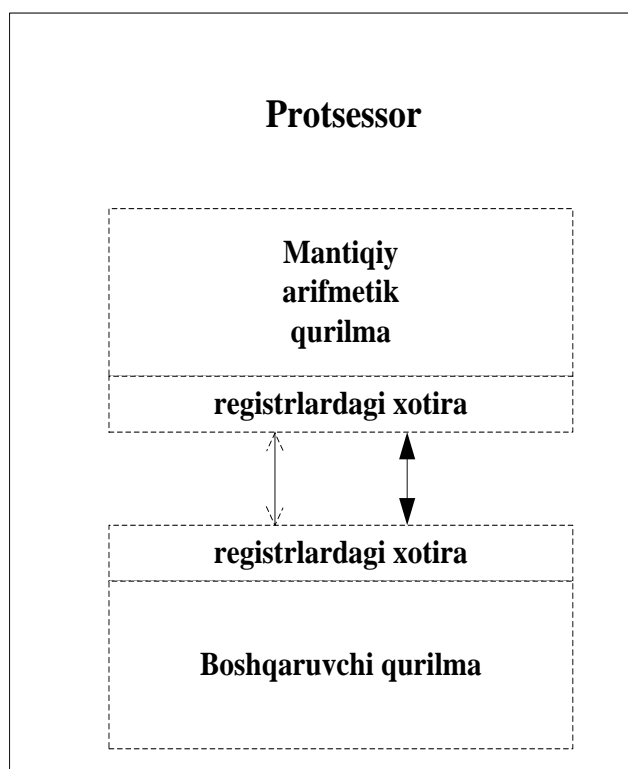 Protsessor
Mantiqiy
arifmetik
qurilma
registrlardagi xotira
registrlardagi xotira
Boshqaruvchi qurilma